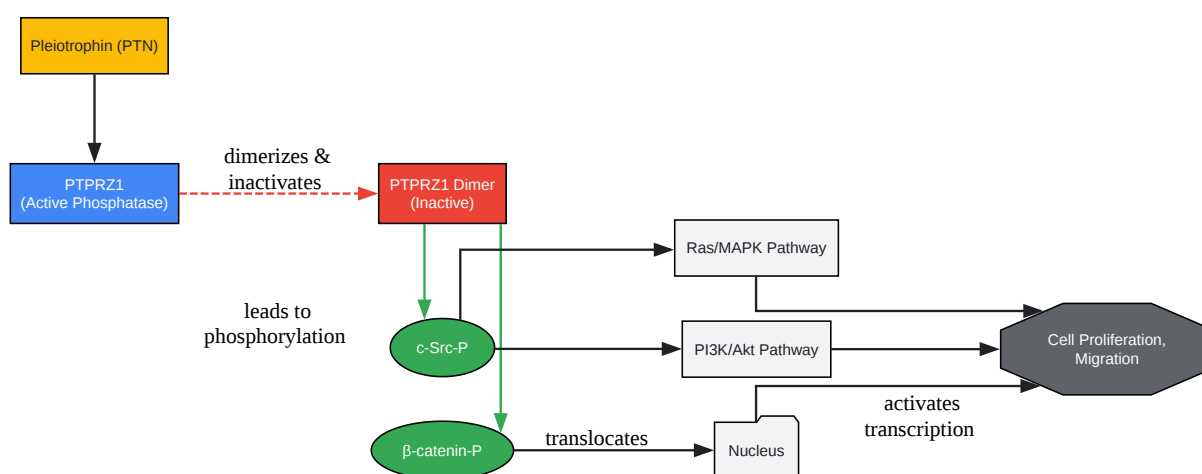 Pleiotrophin (PTN)
dimerizes &
inactivates
PTPRZ1
(Active Phosphatase)
PTPRZ1 Dimer
(Inactive)
Ras/MAPK Pathway
leads to
phosphorylation
c-Src-P
PI3K/Akt Pathway
Cell Proliferation,
Migration
activates
transcription
β-catenin-P
translocates
Nucleus